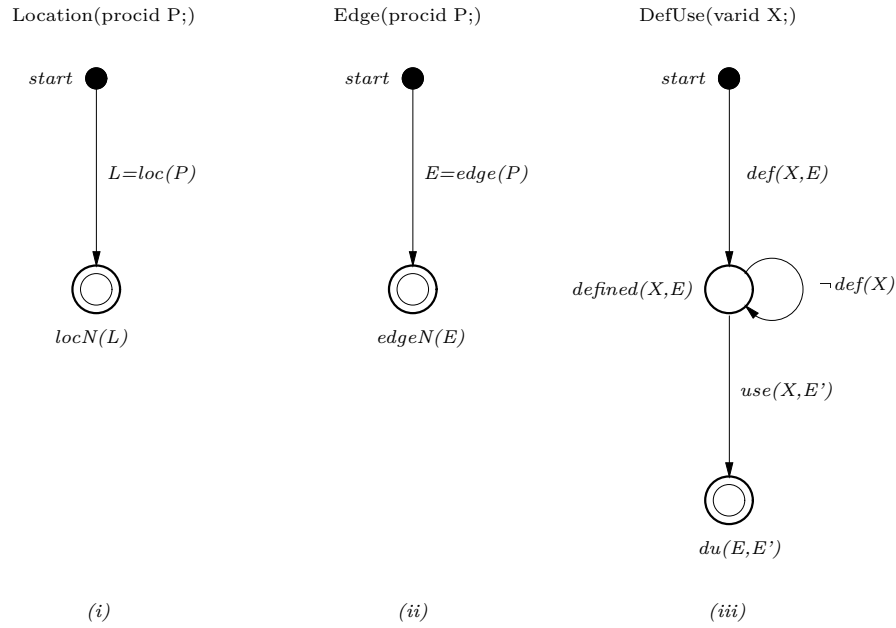 Location(procid P;)
Edge(procid P;)
DefUse(varid X;)
start
start
start
L=loc(P)
E=edge(P)
def(X,E)
defined(X,E)
¬def(X)
locN(L)
edgeN(E)
use(X,E')
du(E,E')
(i)
(ii)
(iii)